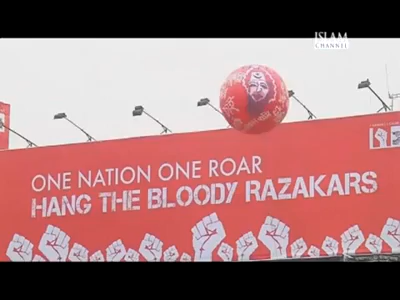 ISLAM
CHANNEL
ONE NATION ONE ROAR
HANG THE BLOODY RAZAKARS